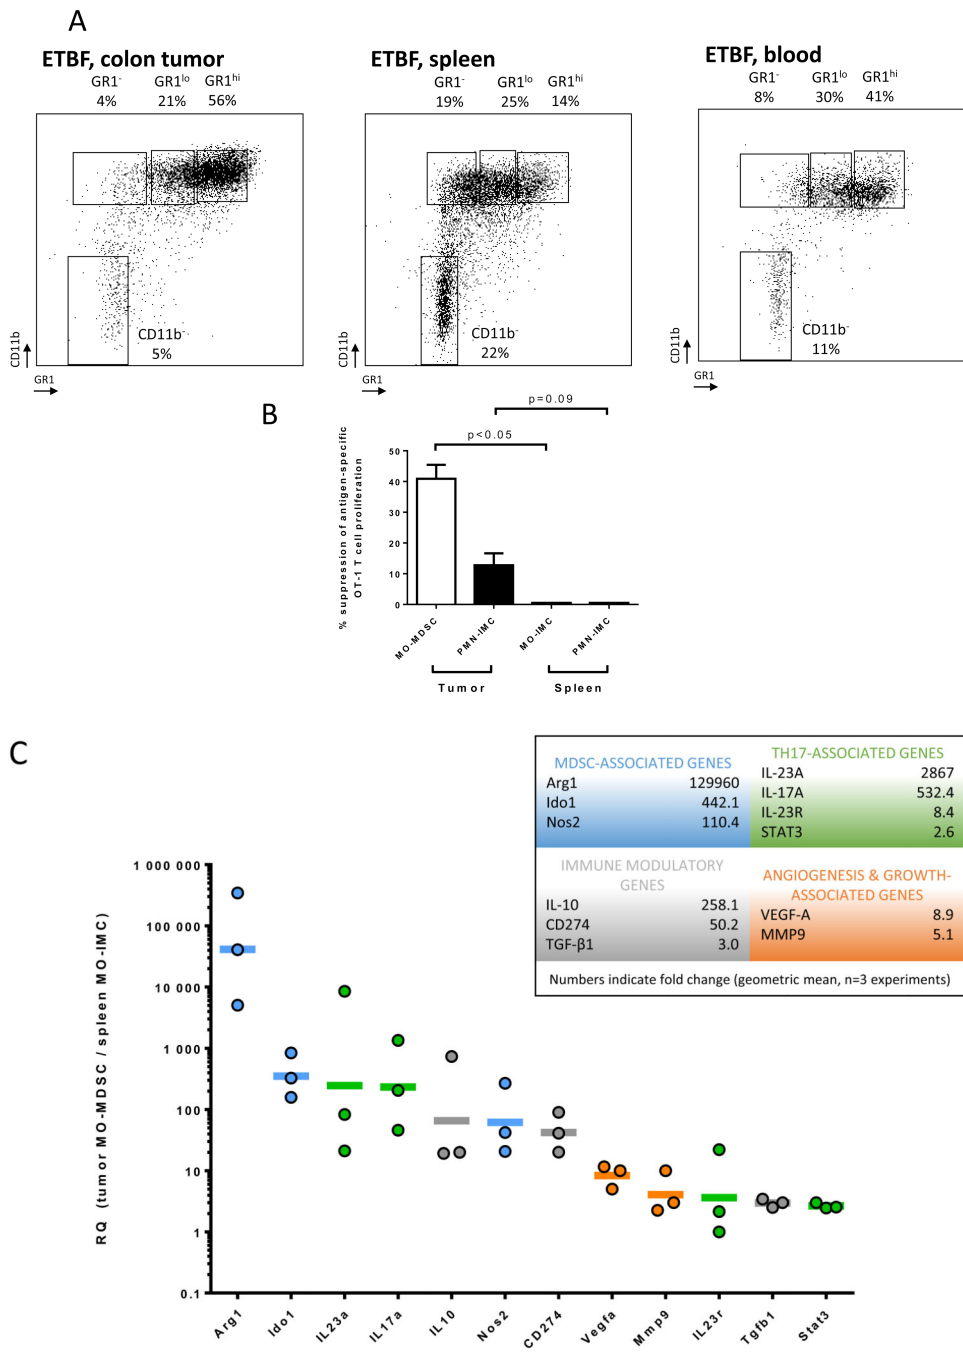 A
ETBF, colon tumor
GR1- GR1lo GR1hi
4% 21% 56%
CD11b-
5%
CD11b
GR1
ETBF, spleen
GR1- GR1lo GR1hi
19% 25% 14%
CD11b-
22%
CD11b
GR1
ETBF, blood
GR1- GR1lo GR1hi
8% 30% 41%
CD11b-
11%
CD11b
GR1
B
p=0.09
p<0.05
% suppression of antigen-specific
OT-1 T cell proliferation
50
40
30
20
10
0
MO-MDSC
PMN-IMC
MO-IMC
PMN-IMC
Tumor Spleen
C
MDSC-ASSOCIATED GENES
Arg1 129960
Ido1 442.1
Nos2 110.4
TH17-ASSOCIATED GENES
IL-23A 2867
IL-17A 532.4
IL-23R 8.4
STAT3 2.6
IMMUNE MODULATORY
GENES
IL-10 258.1
CD274 50.2
TGF-β1 3.0
ANGIOGENESIS & GROWTH-
ASSOCIATED GENES
VEGF-A 8.9
MMP9 5.1
Numbers indicate fold change (geometric mean, n=3 experiments)
RQ (tumor MO-MDSC / spleen MO-IMC)
1 000 000
100 000
10 000
1 000
100
10
1
0.1
Arg1
Ido1
IL23a
IL17a
IL10
Nos2
CD274
Vegfa
Mmp9
IL23r
Tgfb1
Stat3